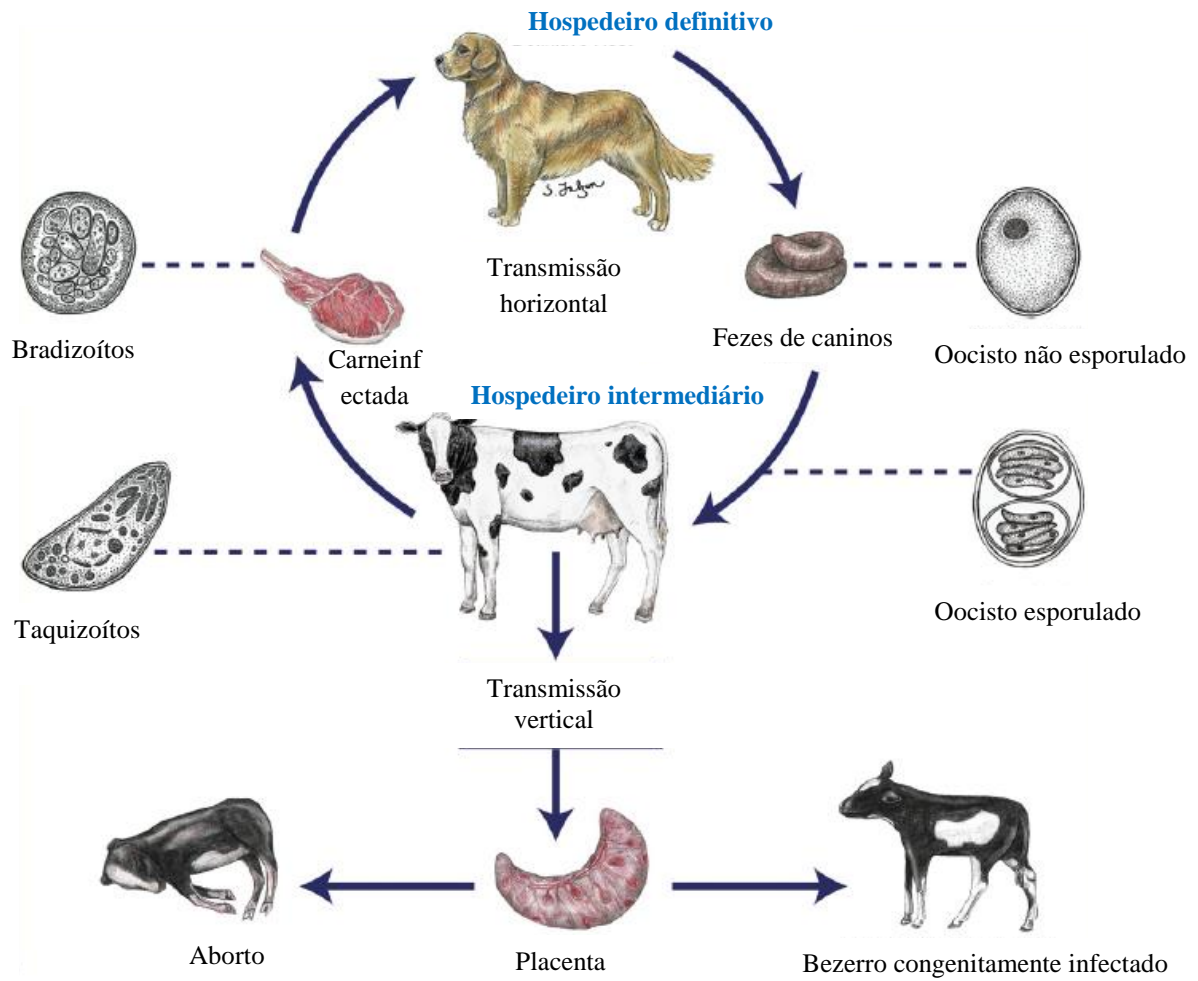 Hospedeiro definitivo
S. Falzon
Transmissão
horizontal
Bradizoítos
Carneinf
ectada
Fezes de caninos
Oocisto não esporulado
Hospedeiro intermediário
Taquizoítos
Oocisto esporulado
Transmissão
vertical
Aborto
Placenta
Bezerro congenitamente infectado